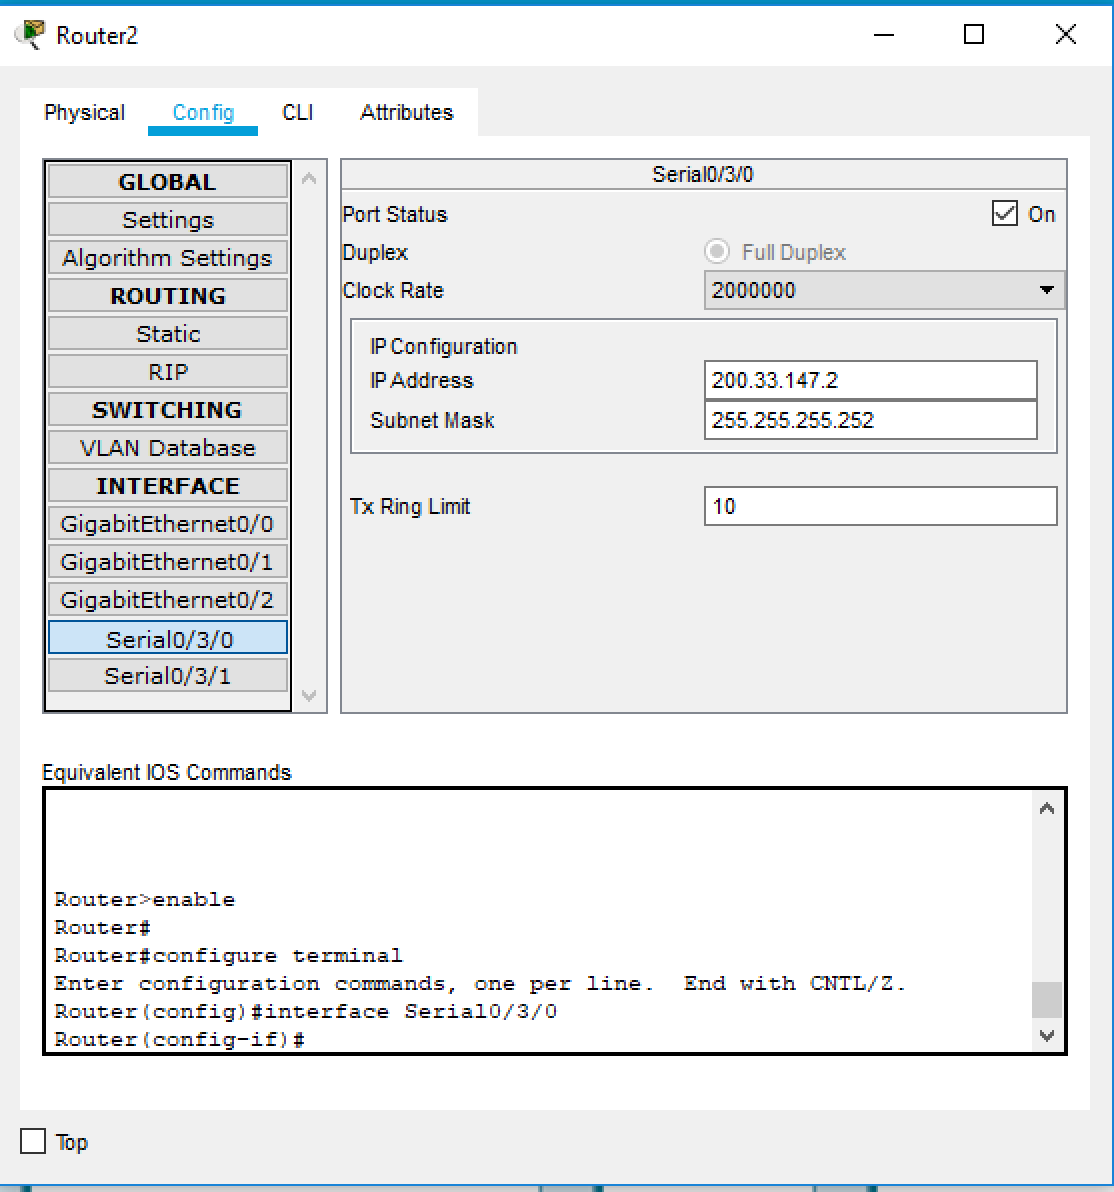 Router2
Physical Config CLI Attributes
GLOBAL
Settings
Algorithm Settings
ROUTING
Static
RIP
SWITCHING
VLAN Database
INTERFACE
GigabitEthernet0/0
GigabitEthernet0/1
GigabitEthernet0/2
Serial0/3/0
Serial0/3/1
Serial0/3/0
Port Status On
Duplex Full Duplex
Clock Rate 2000000
IP Configuration
IP Address 200.33.147.2
Subnet Mask 255.255.255.252
Tx Ring Limit 10
Equivalent IOS Commands
Router>enable
Router#
Router#configure terminal
Enter configuration commands, one per line.  End with CNTL/Z.
Router(config)#interface Serial0/3/0
Router(config-if)#
Top